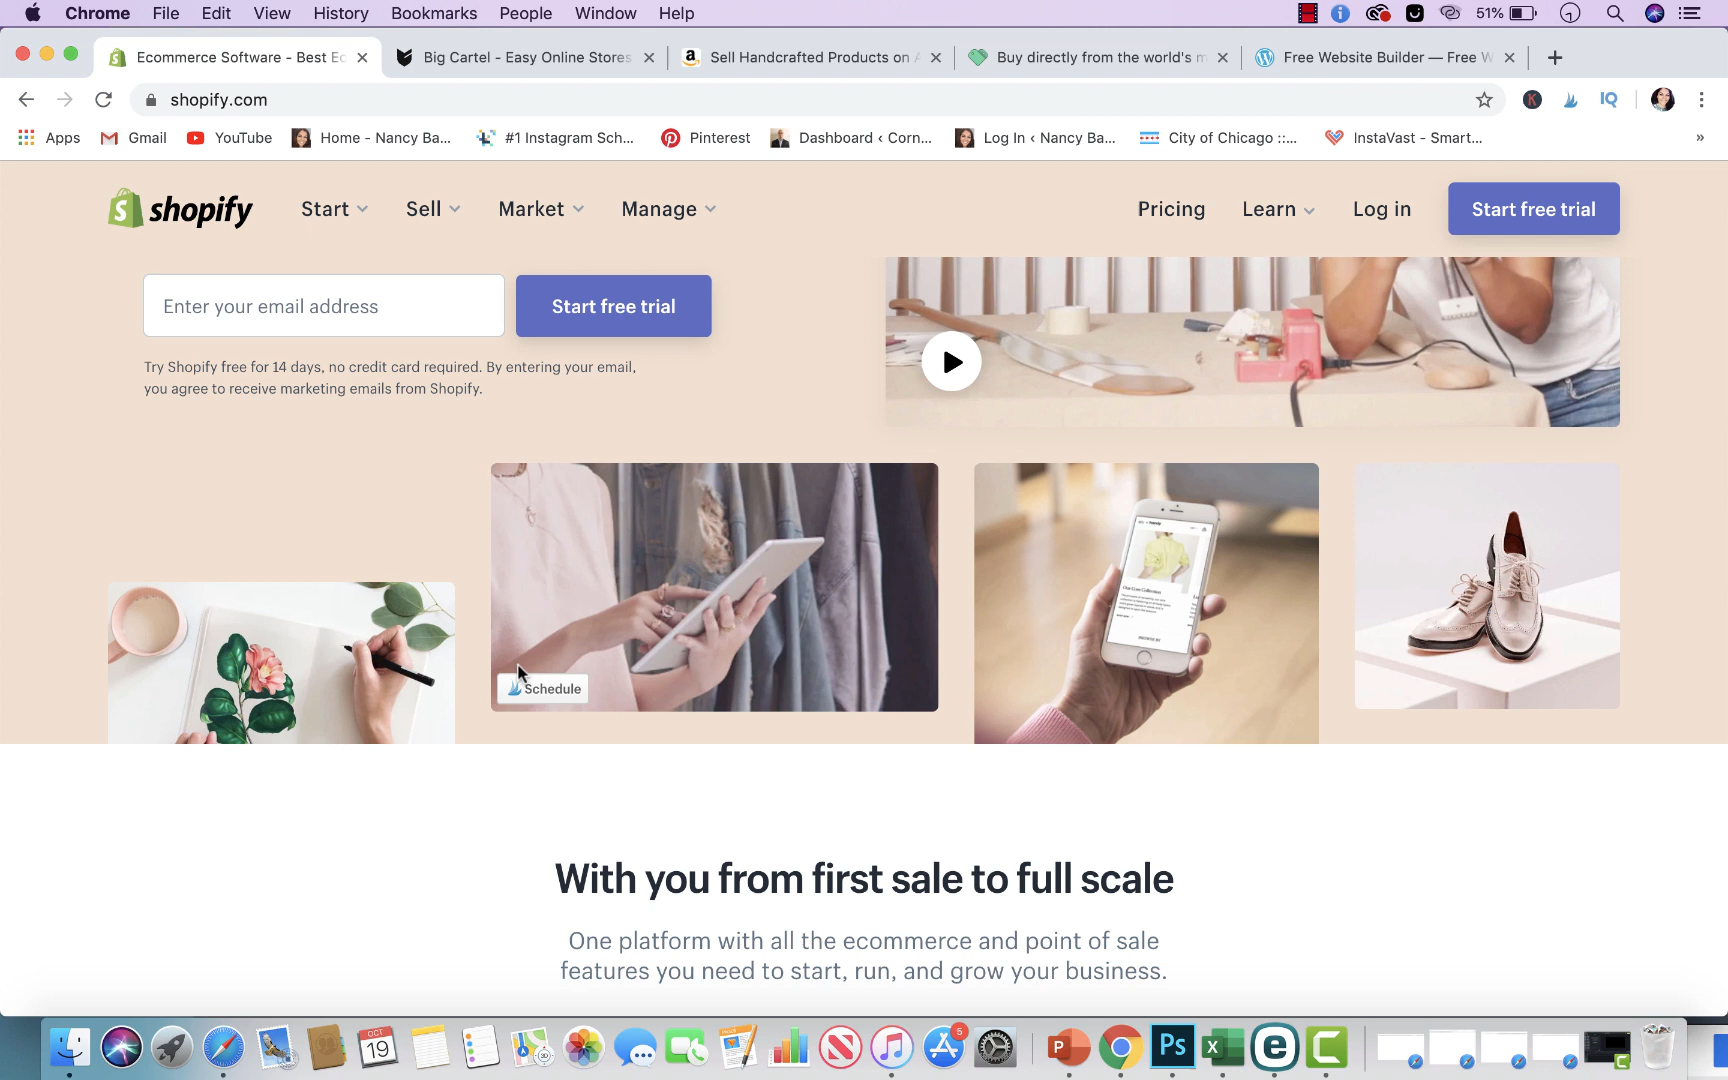 Chrome File Edit View History Bookmarks People Window Help 51%
Ecommerce Software - Best Ec
Big Cartel - Easy Online Stores
Sell Handcrafted Products on A
Buy directly from the world's m
Free Website Builder — Free W
shopify.com
K IQ
Apps Gmail YouTube Home - Nancy Ba... #1 Instagram Sch... Pinterest Dashboard ‹ Corn... Log In ‹ Nancy Ba... City of Chicago ::... InstaVast - Smart... »
shopify Start Sell Market Manage Pricing Learn Log in Start free trial
Enter your email address Start free trial
Try Shopify free for 14 days, no credit card required. By entering your email,
you agree to receive marketing emails from Shopify.
Schedule
With you from first sale to full scale
One platform with all the ecommerce and point of sale
features you need to start, run, and grow your business.
OCT
19
3D
5
P
Ps
X
e
C